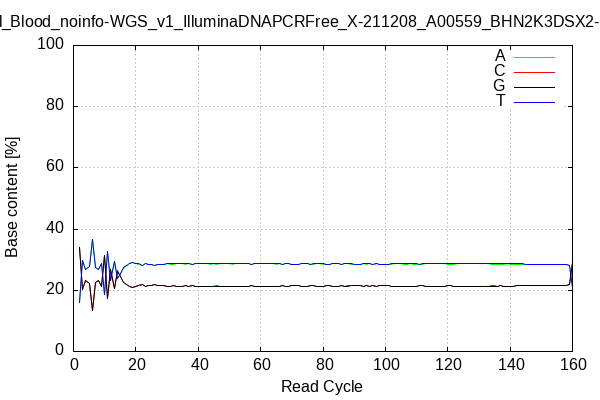 l_Blood_noinfo-WGS_v1_IlluminaDNAPCRFree_X-211208_A00559_BHN2K3DSX2-
100
80
60
40
20
0
Base content [%]
A
C
G
T
0 20 40 60 80 100 120 140 160
Read Cycle